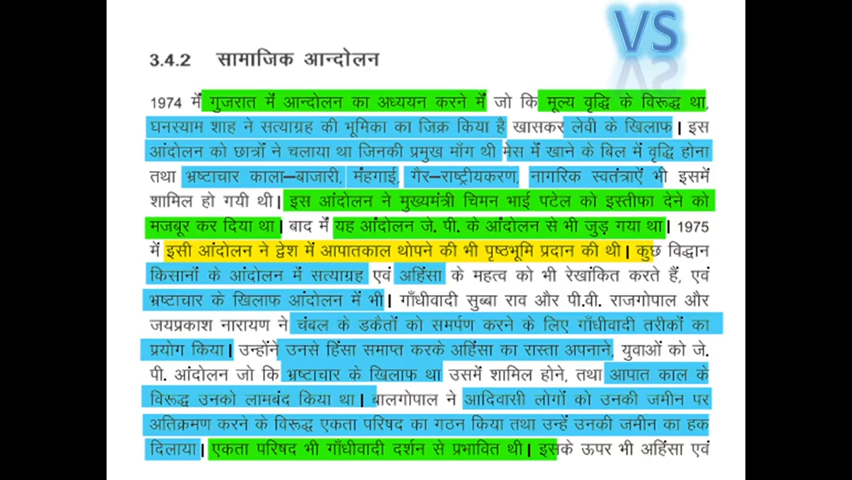 VS
3.4.2 सामाजिक आन्दोलन
1974 में गुजरात में आन्दोलन का अध्ययन करने में जो कि मूल्य वृद्धि के विरूद्ध था,
घनस्याम शाह ने सत्याग्रह की भूमिका का जिक्र किया है खासकर लेवी के खिलाफ। इस
आंदोलन को छात्रों ने चलाया था जिनकी प्रमुख माँग थी मेस में खाने के बिल में वृद्धि होना
तथा भ्रष्टाचार काला–बाजारी, मंहगाई, गैर–राष्ट्रीयकरण, नागरिक स्वतंत्राऐं भी इसमें
शामिल हो गयी थी। इस आंदोलन ने मुख्यमंत्री चिमन भाई पटेल को इस्तीफा देने को
मजबूर कर दिया था। बाद में यह आंदोलन जे. पी. के आंदोलन से भी जुड़ गया था। 1975
में इसी आंदोलन ने द्वेश में आपातकाल थोपने की भी पृष्ठभूमि प्रदान की थी। कुछ विद्वान
किसानों के आंदोलन में सत्याग्रह एवं अहिंसा के महत्व को भी रेखांकित करते हैं, एवं
भ्रष्टाचार के खिलाफ आंदोलन में भी। गाँधीवादी सुब्बा राव और पी.वी. राजगोपाल और
जयप्रकाश नारायण ने चंबल के डकैतों को समर्पण करने के लिए गाँधीवादी तरीकों का
प्रयोग किया। उन्होंने उनसे हिंसा समाप्त करके अहिंसा का रास्ता अपनाने, युवाओं को जे.
पी. आंदोलन जो कि भ्रष्टाचार के खिलाफ था उसमें शामिल होने, तथा आपात काल के
विरूद्ध उनको लामबंद किया था। बालगोपाल ने आदिवासी लोगों को उनकी जमीन पर
अतिक्रमण करने के विरूद्ध एकता परिषद का गठन किया तथा उन्हें उनकी जमीन का हक
दिलाया। एकता परिषद भी गाँधीवादी दर्शन से प्रभावित थी। इसके ऊपर भी अहिंसा एवं